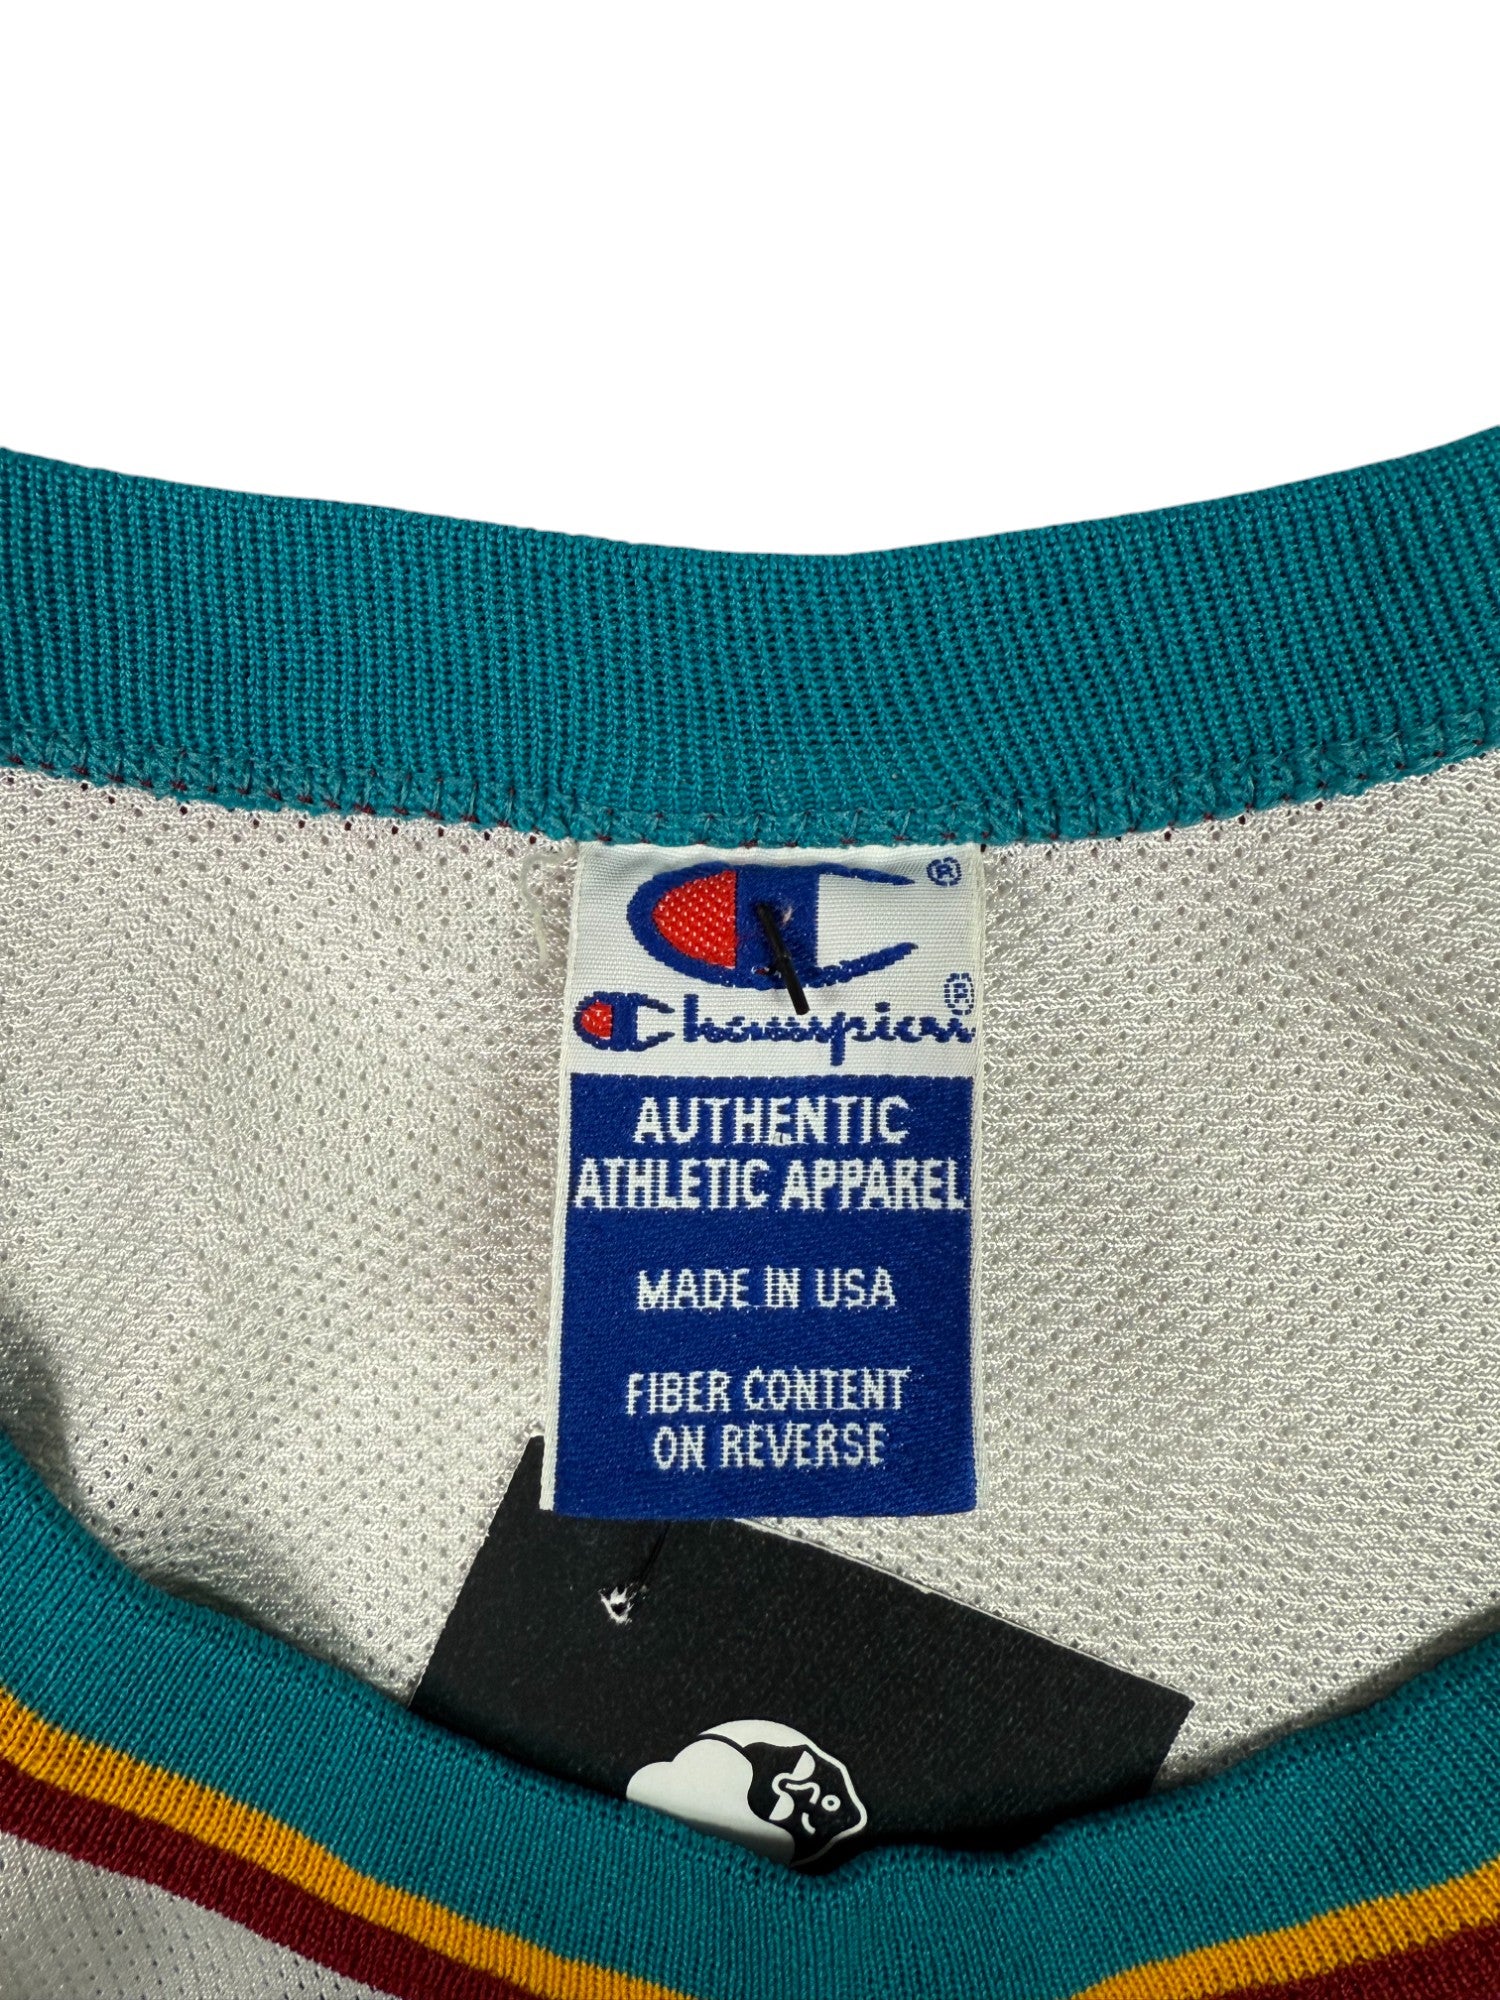 ®
Champion®
AUTHENTIC
ATHLETIC APPAREL
MADE IN USA
FIBER CONTENT
ON REVERSE